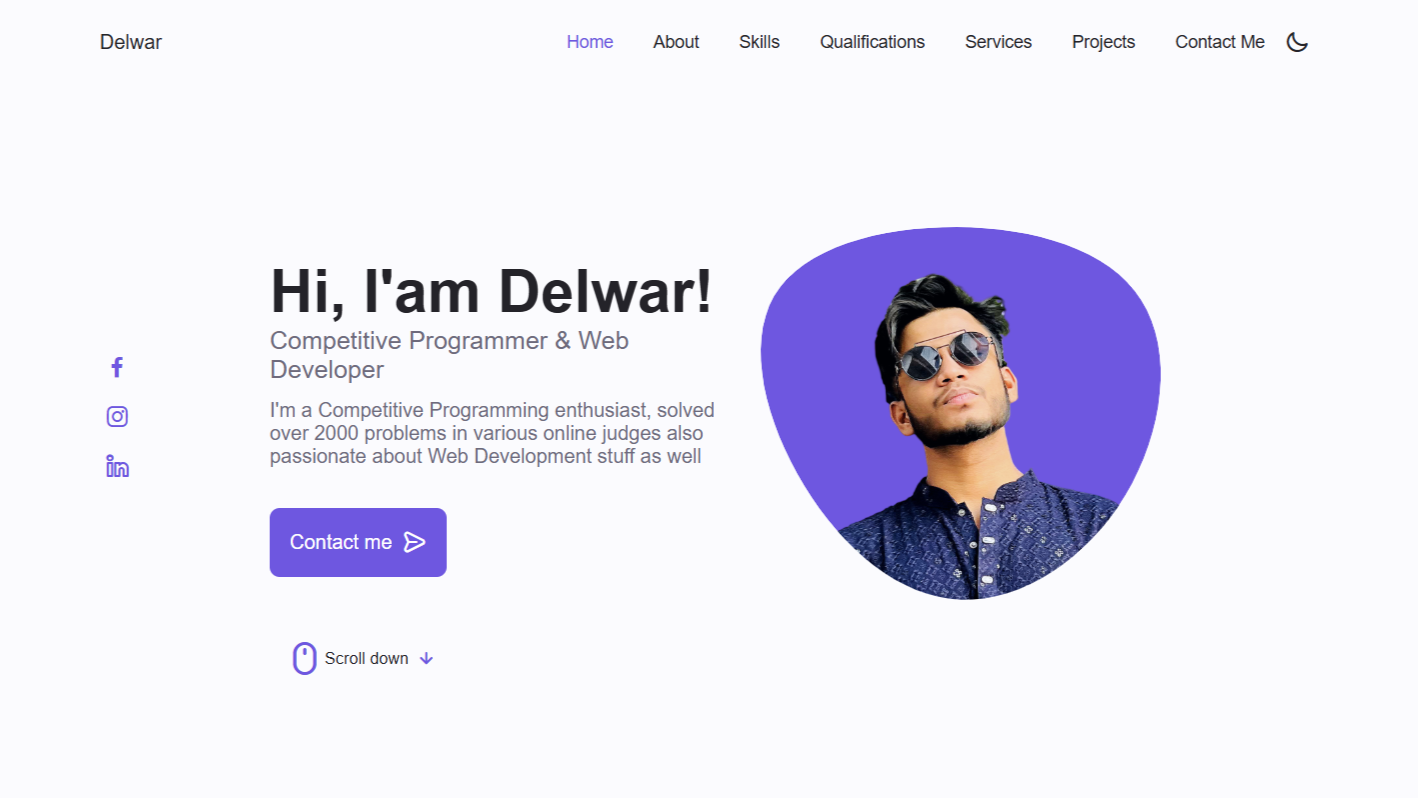 Delwar
Home About Skills Qualifications Services Projects Contact Me
Hi, I'am Delwar!
Competitive Programmer & Web
Developer
I'm a Competitive Programming enthusiast, solved
over 2000 problems in various online judges also
passionate about Web Development stuff as well
Contact me
Scroll down